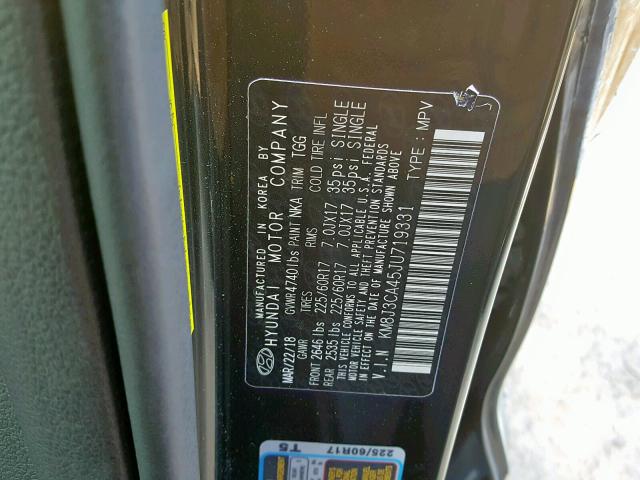 MANUFACTURED IN KOREA BY
HYUNDAI MOTOR COMPANY
MAR/22/18 GVWR4740lbs PAINT NKA TRIM TGG
GAWR TIRES RIMS COLD TIRE INFL
FRONT 2646 lbs 225/60R17 7.0JX17 35psi SINGLE
REAR 2535 lbs 225/60R17 7.0JX17 35psi SINGLE
THIS VEHICLE CONFORMS TO ALL APPLICABLE U.S.A. FEDERAL
MOTOR VEHICLE SAFETY AND THEFT PREVENTION STANDARDS
IN EFFECT ON THE DATE OF MANUFACTURE SHOWN ABOVE
V.I.N KM8J3CA45JU719331 TYPE : MPV
225/60R17
T5